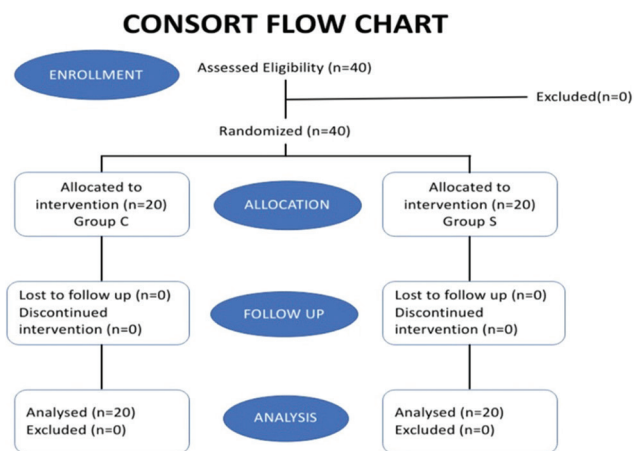 CONSORT FLOW CHART
ENROLLMENT
Assessed Eligibility (n=40)
Excluded(n=0)
Randomized (n=40)
Allocated to
intervention (n=20)
Group C
ALLOCATION
Allocated to
intervention (n=20)
Group S
Lost to follow up (n=0)
Discontinued
intervention (n=0)
FOLLOW UP
Lost to follow up (n=0)
Discontinued
intervention (n=0)
Analysed (n=20)
Excluded (n=0)
ANALYSIS
Analysed (n=20)
Excluded (n=0)